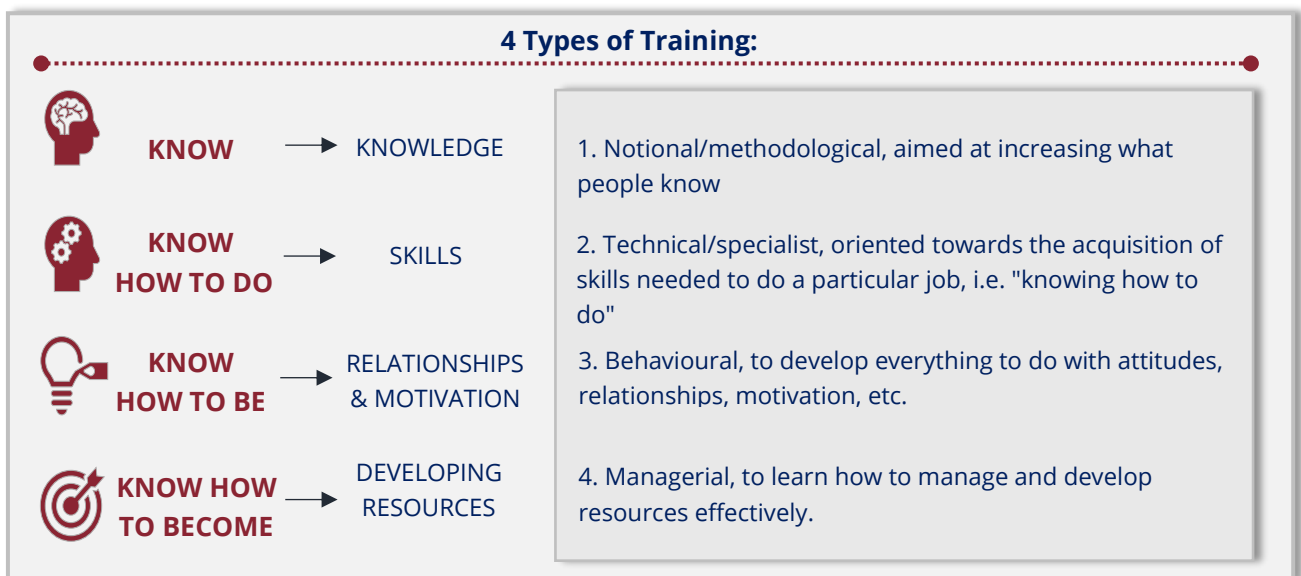 4 Types of Training:
KNOW
KNOWLEDGE
1. Notional/methodological, aimed at increasing what
people know
KNOW
HOW TO DO
SKILLS
2. Technical/specialist, oriented towards the acquisition of
skills needed to do a particular job, i.e. "knowing how to
do"
KNOW
HOW TO BE
RELATIONSHIPS
& MOTIVATION
3. Behavioural, to develop everything to do with attitudes,
relationships, motivation, etc.
KNOW HOW
TO BECOME
DEVELOPING
RESOURCES
4. Managerial, to learn how to manage and develop
resources effectively.